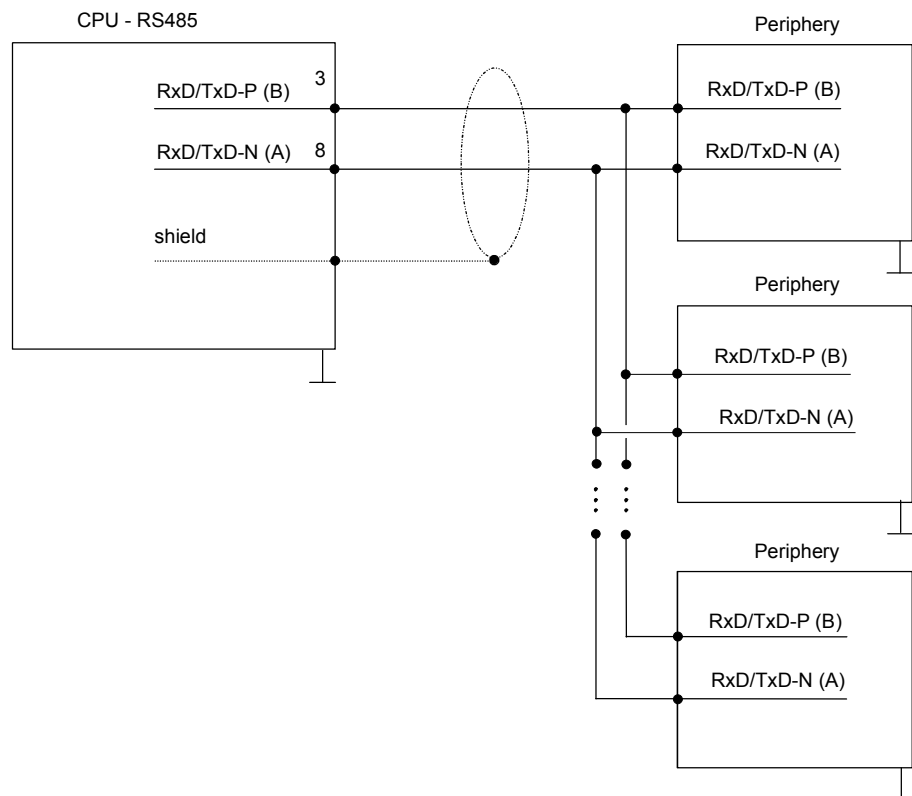 CPU - RS485
RxD/TxD-P (B)
3
RxD/TxD-N (A)
8
shield
Periphery
RxD/TxD-P (B)
RxD/TxD-N (A)
Periphery
RxD/TxD-P (B)
RxD/TxD-N (A)
Periphery
RxD/TxD-P (B)
RxD/TxD-N (A)